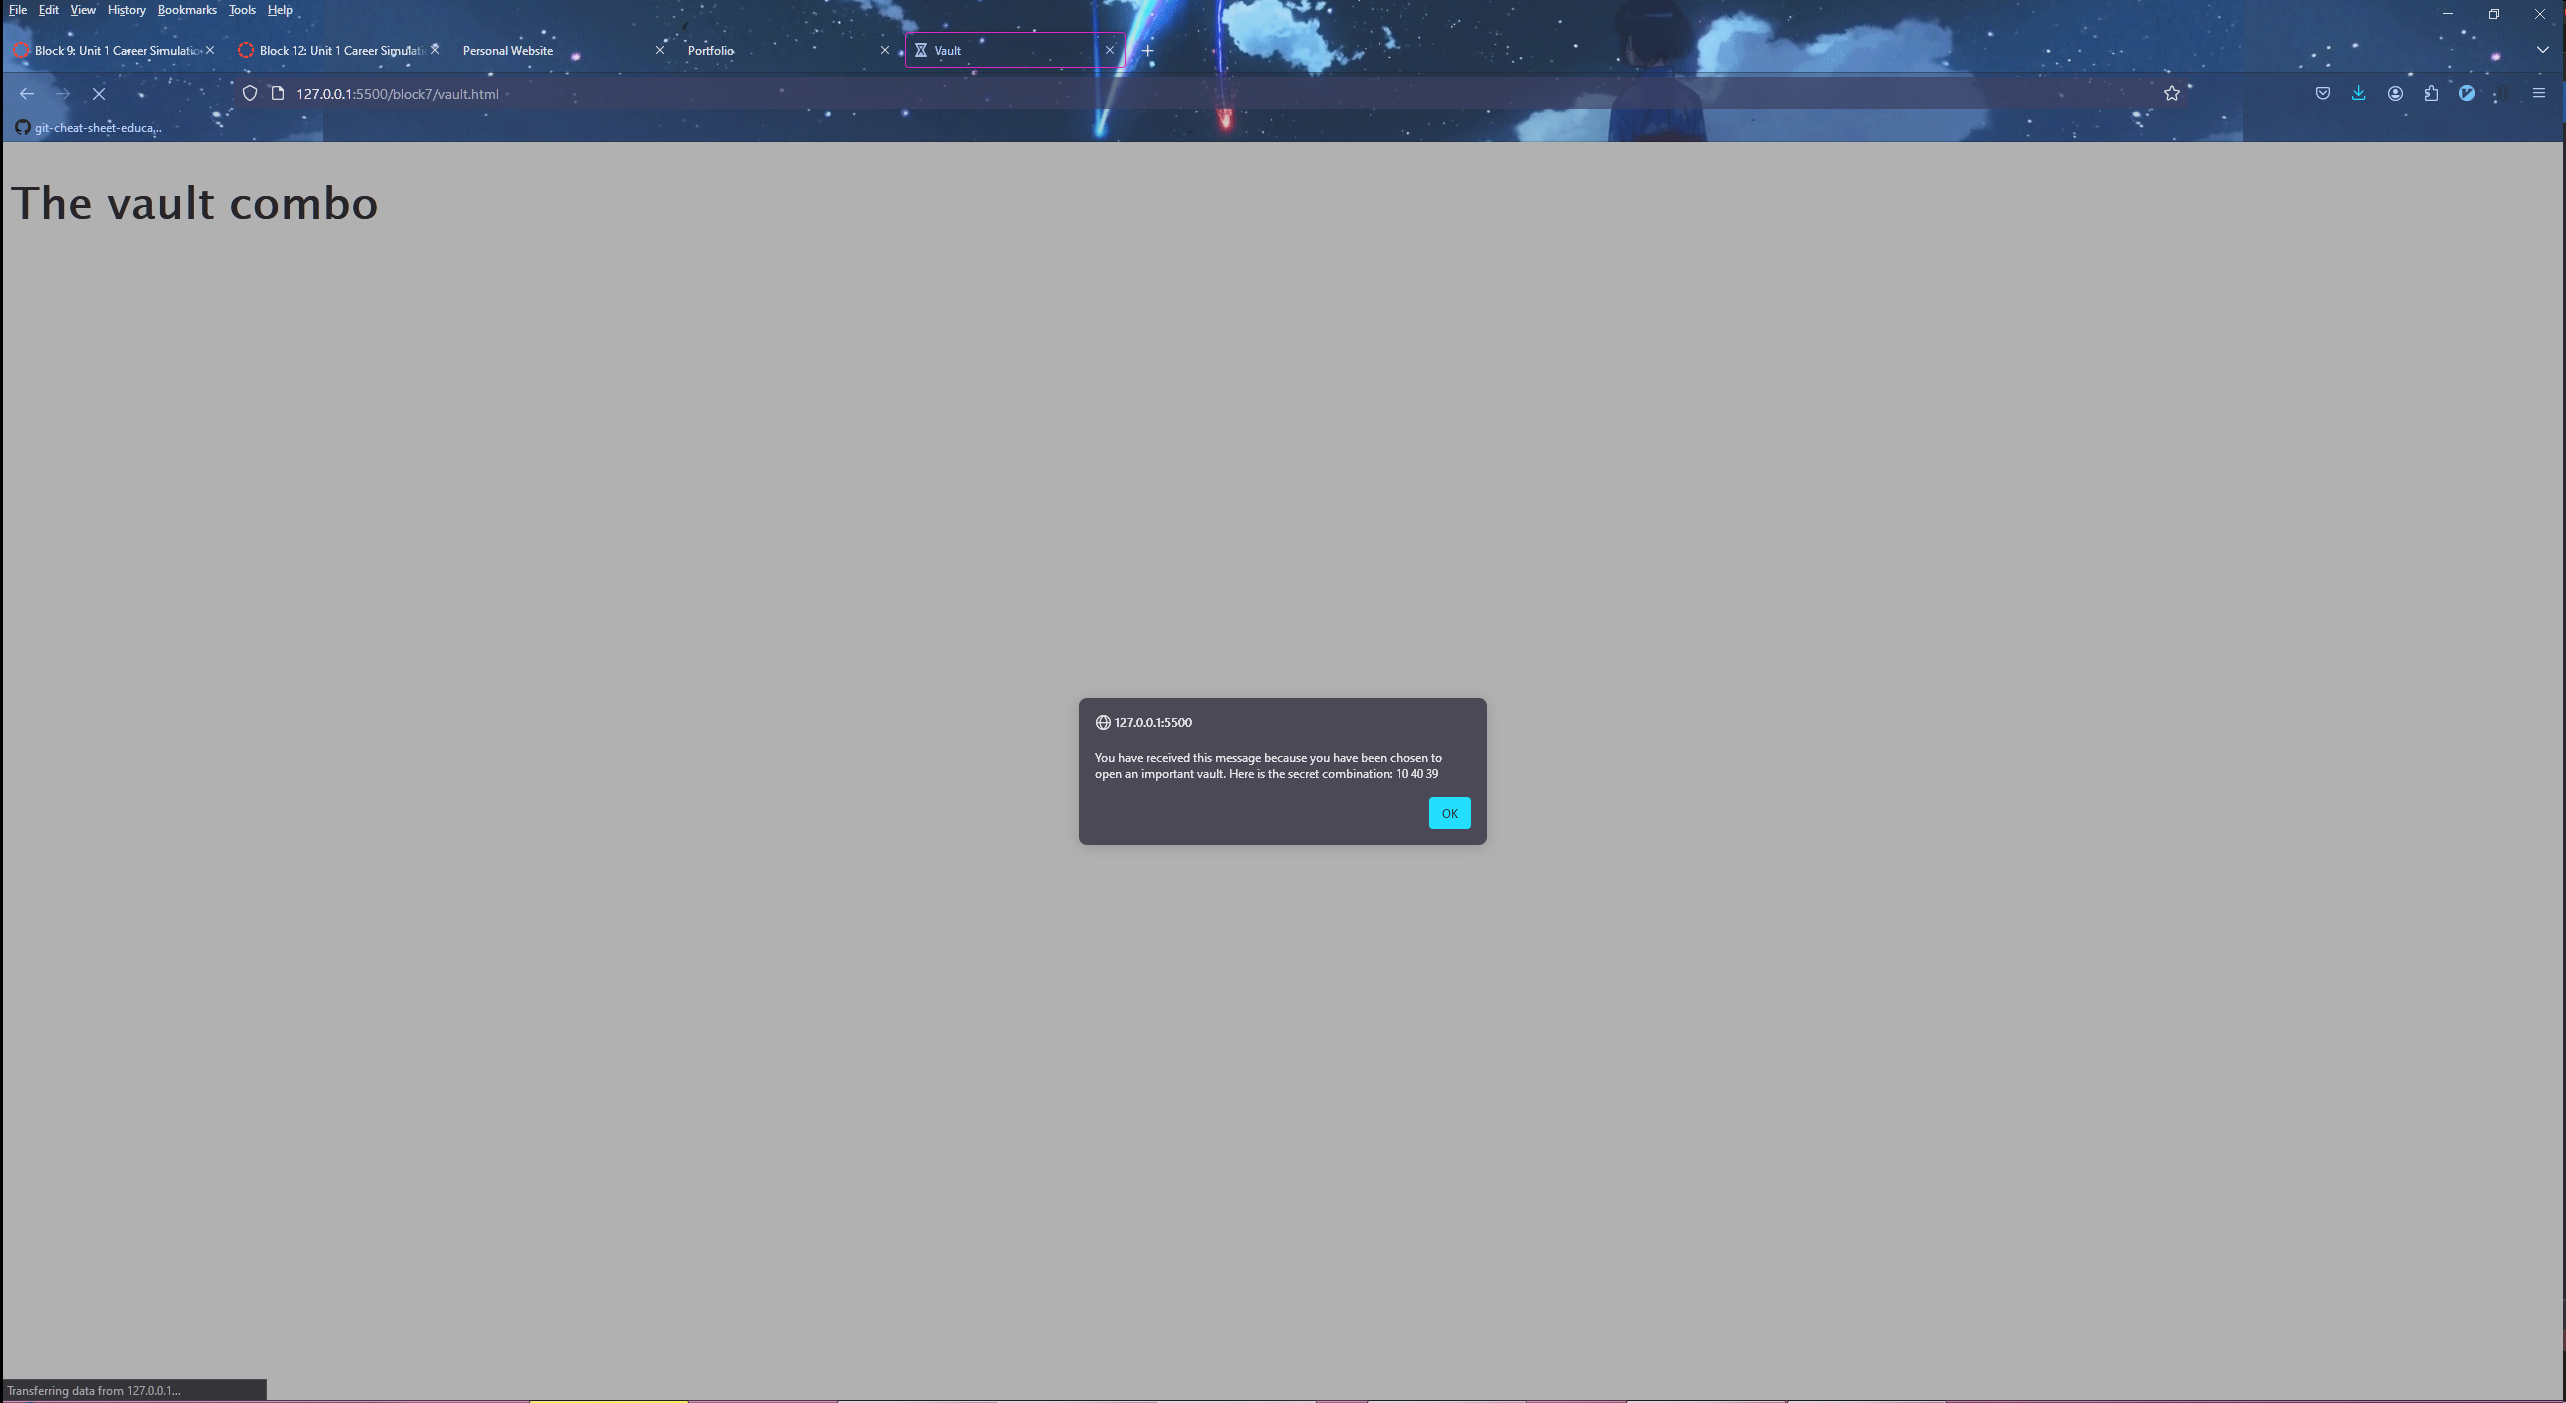 File Edit View History Bookmarks Tools Help
Block 9: Unit 1 Career Simulatio
Block 12: Unit 1 Career Simulati
Personal Website
Portfolio
Vault
127.0.0.1:5500/block7/vault.html
git-cheat-sheet-educa...
The vault combo
127.0.0.1:5500
You have received this message because you have been chosen to
open an important vault. Here is the secret combination: 10 40 39
OK
Transferring data from 127.0.0.1...